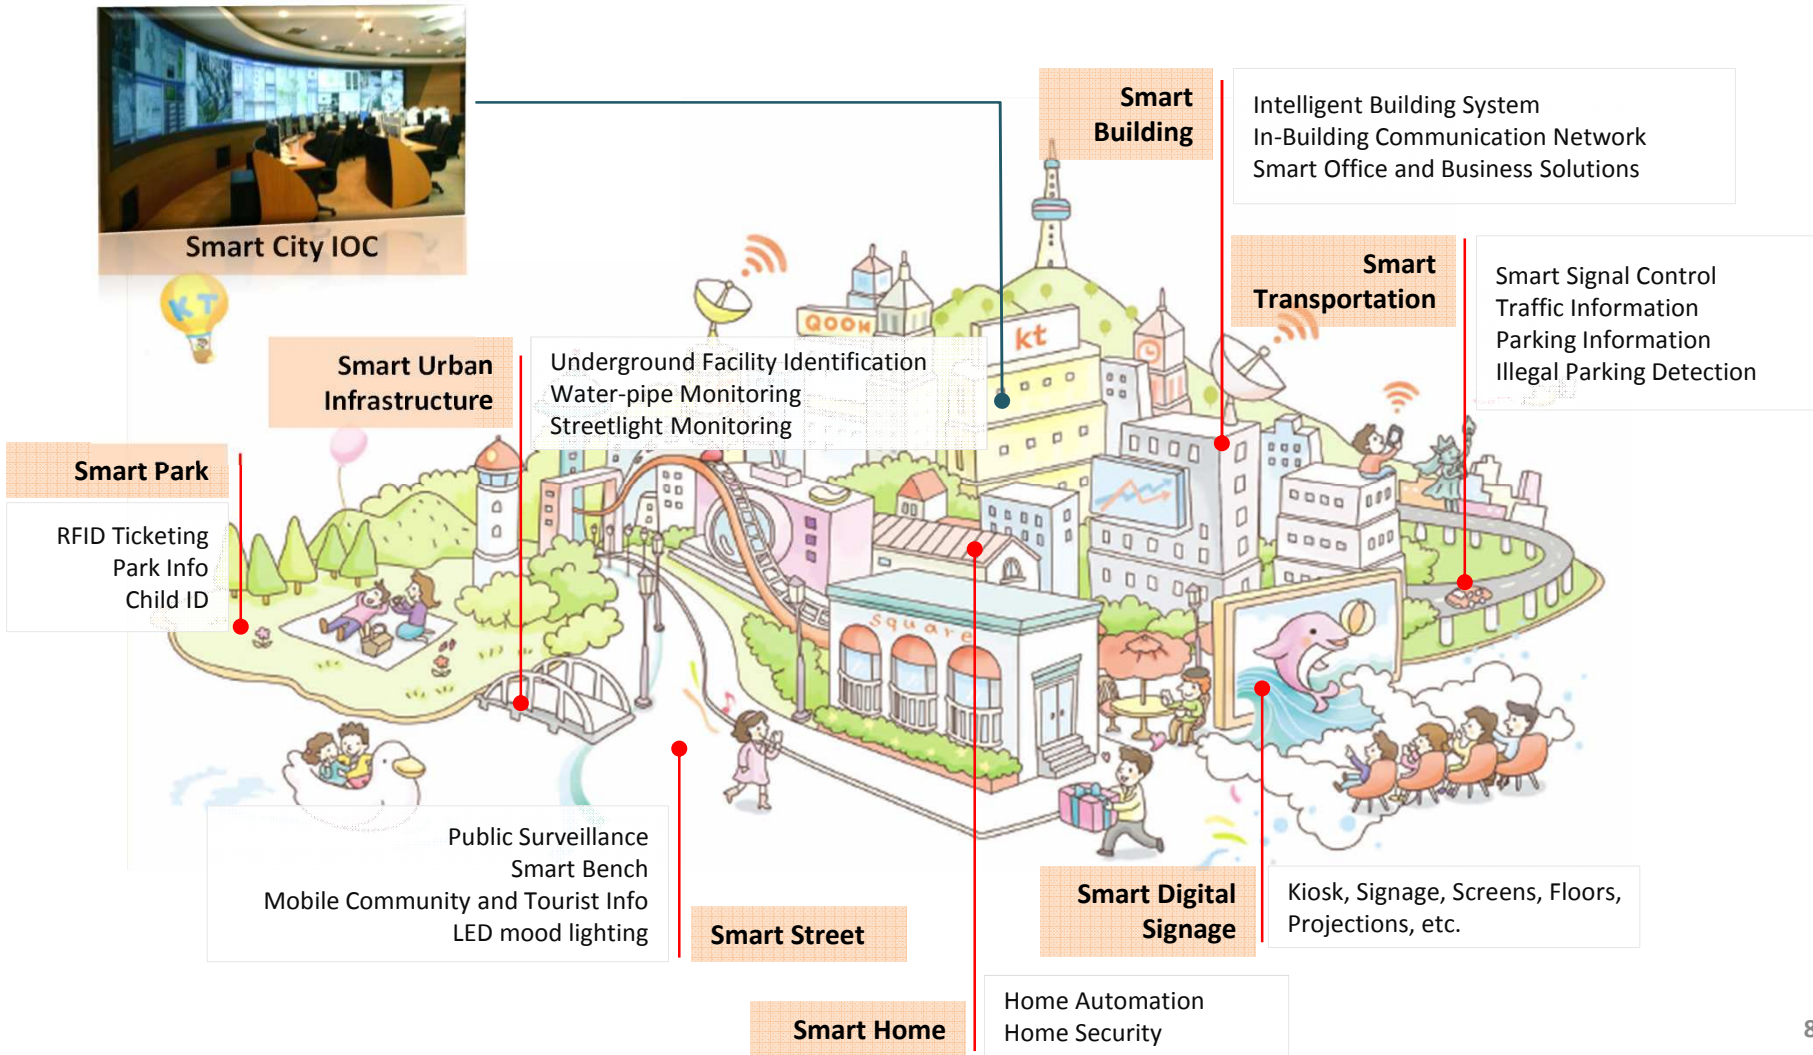 Smart City IOC
KT
Smart
Building
Intelligent Building System
In-Building Communication Network
Smart Office and Business Solutions
Smart
Transportation
Smart Signal Control
Traffic Information
Parking Information
Illegal Parking Detection
QOOK
kt
Smart Urban
Infrastructure
Underground Facility Identification
Water-pipe Monitoring
Streetlight Monitoring
Smart Park
RFID Ticketing
Park Info
Child ID
square
Public Surveillance
Smart Bench
Mobile Community and Tourist Info
LED mood lighting
Smart Street
Smart Digital
Signage
Kiosk, Signage, Screens, Floors,
Projections, etc.
Smart Home
Home Automation
Home Security
8